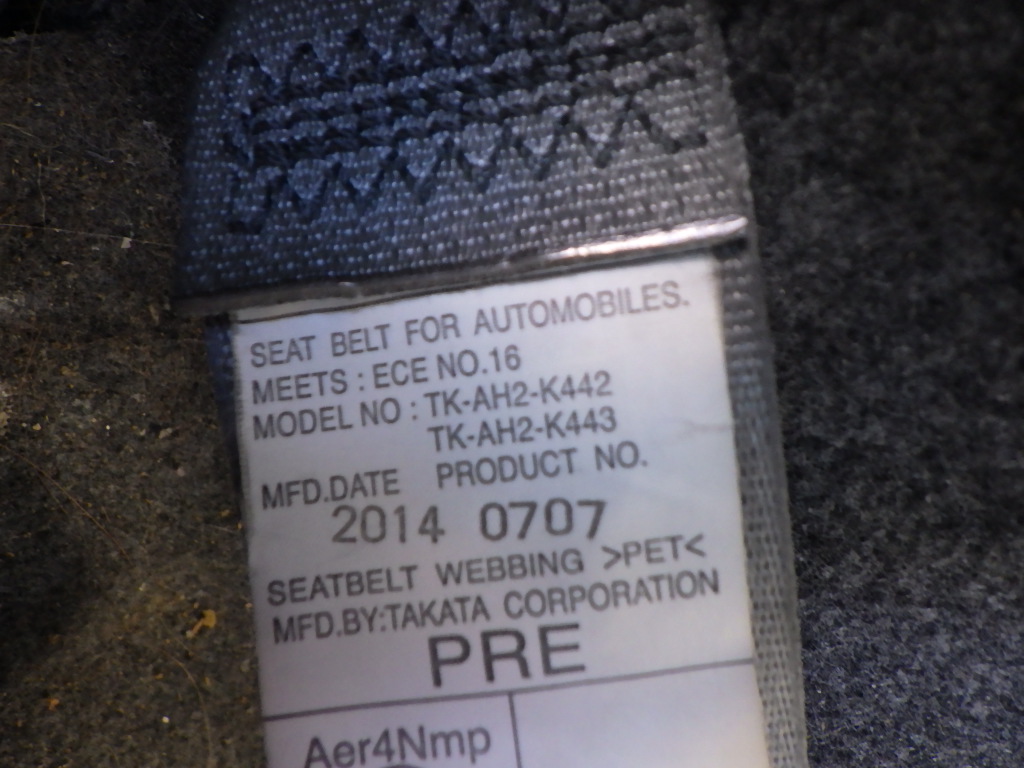 SEAT BELT FOR AUTOMOBILES.
MEETS : ECE NO.16
MODEL NO : TK-AH2-K442
TK-AH2-K443
MFD.DATE PRODUCT NO.
2014 0707
SEATBELT WEBBING >PET<
MFD.BY:TAKATA CORPORATION
PRE
Aer4Nmp